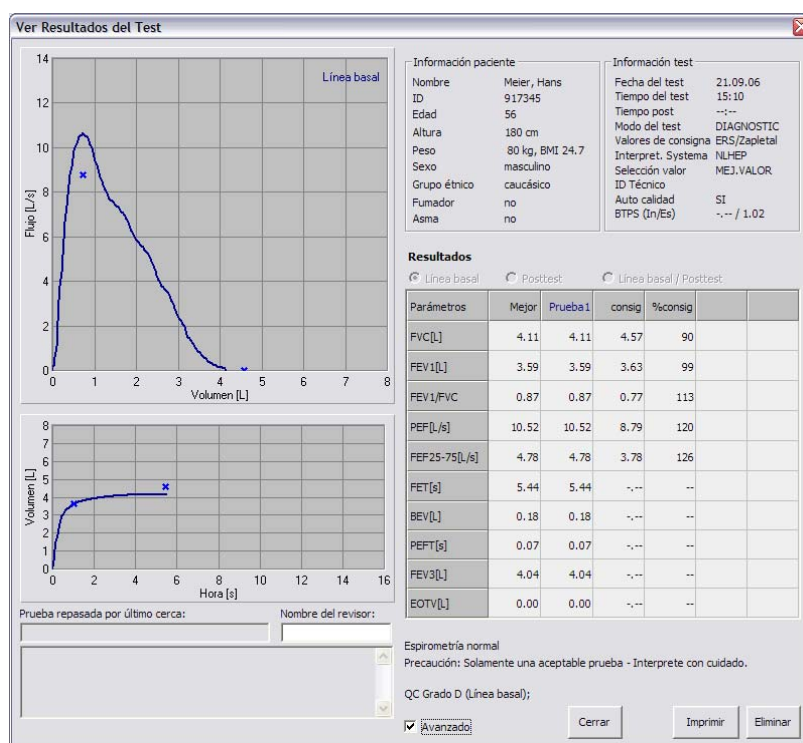 Ver Resultados del Test
14
12
10
8
6
4
2
0
Flujo [L/s]
Línea basal
0 1 2 3 4 5 6 7 8
Volumen [L]
8
7
6
5
4
3
2
1
0
Volumen [L]
0 2 4 6 8 10 12 14 16
Hora [s]
Prueba repasada por último cerca:
Nombre del revisor:
Información paciente
Nombre Meier, Hans
ID 917345
Edad 56
Altura 180 cm
Peso 80 kg, BMI 24.7
Sexo masculino
Grupo étnico caucásico
Fumador no
Asma no
Información test
Fecha del test 21.09.06
Tiempo del test 15:10
Tiempo post --:--
Modo del test DIAGNOSTIC
Valores de consigna ERS/Zapletal
Interpret. Systema NLHEP
Selección valor MEJ.VALOR
ID Técnico
Auto calidad SI
BTPS (In/Es) -.-- / 1.02
Resultados
Línea basal Posttest Línea basal / Posttest
Parámetros Mejor Prueba1 consig %consig
FVC[L] 4.11 4.11 4.57 90
FEV1[L] 3.59 3.59 3.63 99
FEV1/FVC 0.87 0.87 0.77 113
PEF[L/s] 10.52 10.52 8.79 120
FEF25-75[L/s] 4.78 4.78 3.78 126
FET[s] 5.44 5.44 -.-- --
BEV[L] 0.18 0.18 -.-- --
PEFT[s] 0.07 0.07 -.-- --
FEV3[L] 4.04 4.04 -.-- --
EOTV[L] 0.00 0.00 -.-- --
Espirometría normal
Precaución: Solamente una aceptable prueba - Interprete con cuidado.
QC Grado D (Línea basal);
Avanzado
Cerrar
Imprimir
Eliminar